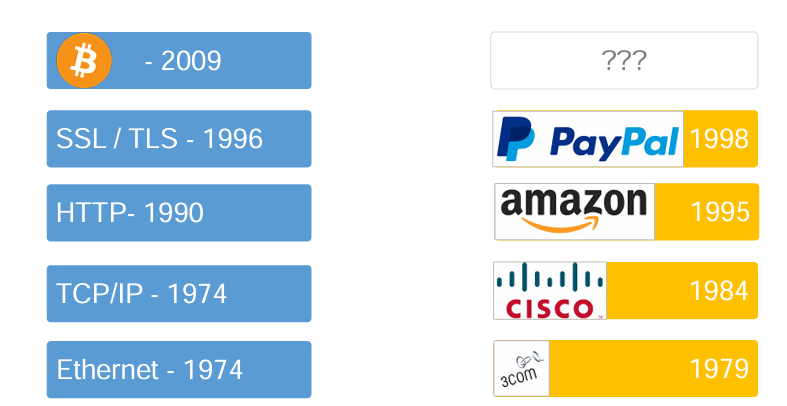 - 2009
???
SSL / TLS - 1996
PayPal 1998
HTTP- 1990
amazon 1995
TCP/IP - 1974
CISCO 1984
Ethernet - 1974
3com 1979